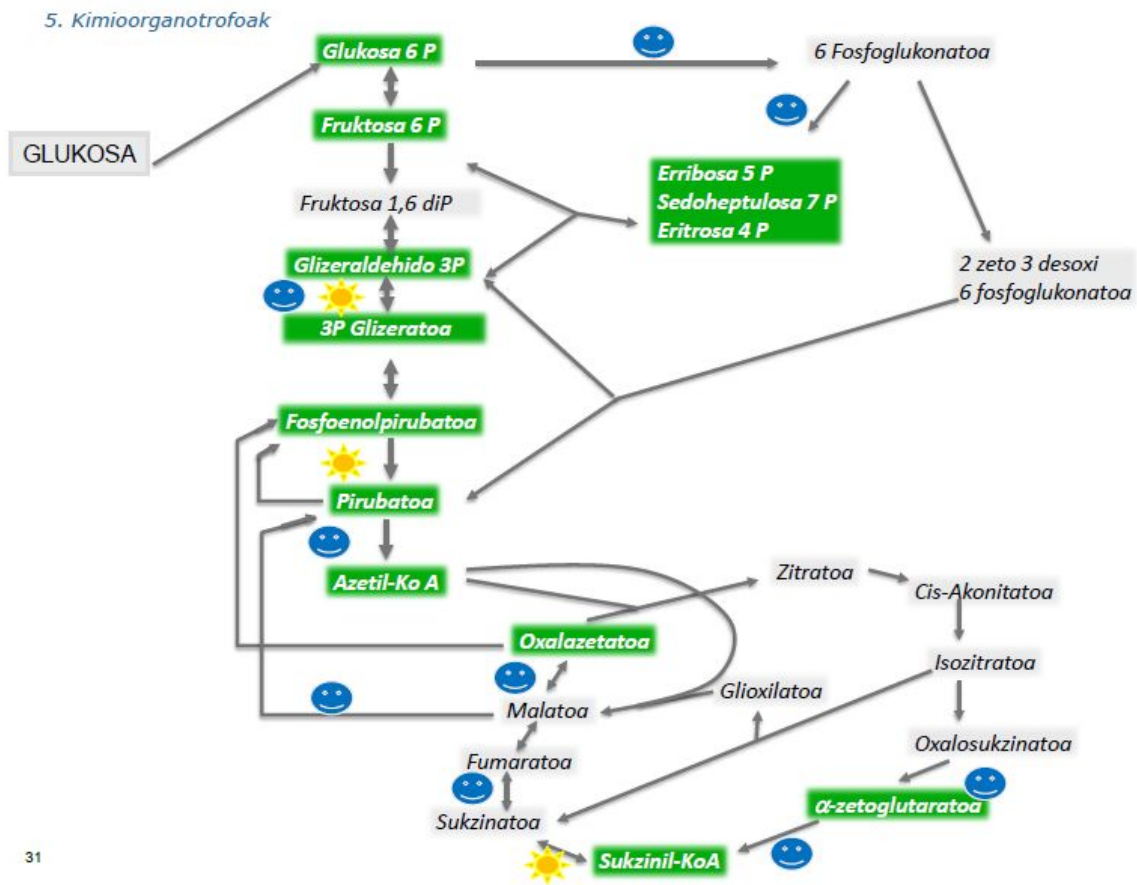 5. Kimioorganotrofoak
Glukosa 6 P
6 Fosfoglukonatoa
Fruktosa 6 P
GLUKOSA
Erribosa 5 P
Sedoheptulosa 7 P
Eritrosa 4 P
Fruktosa 1,6 diP
Glizeraldehido 3P
2 zeto 3 desoxi
6 fosfoglukonatoa
3P Glizeratoa
Fosfoenolpirubatoa
Pirubatoa
Azetil-Ko A
Zitratoa
Cis-Akonitatoa
Oxalazetatoa
Isozitratoa
Glioxilatoa
Malatoa
Oxalosukzinatoa
Fumaratoa
α-zetoglutaratoa
Sukzinatoa
Sukzinil-KoA
31